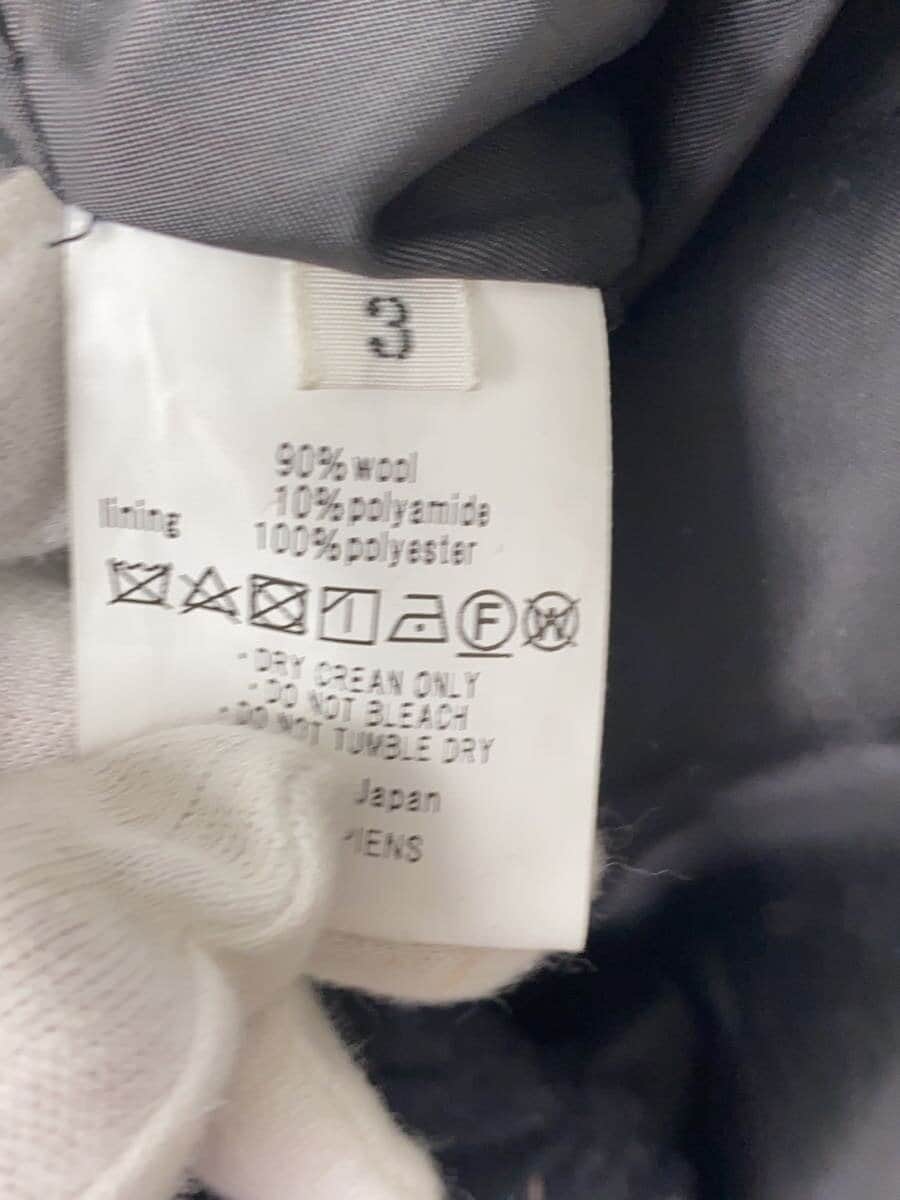 3
90% wool
10% polyamide
lining 100% polyester
F W
- DRY CREAN ONLY
- DO NOT BLEACH
- DO NOT TUMBLE DRY
Japan
IENS